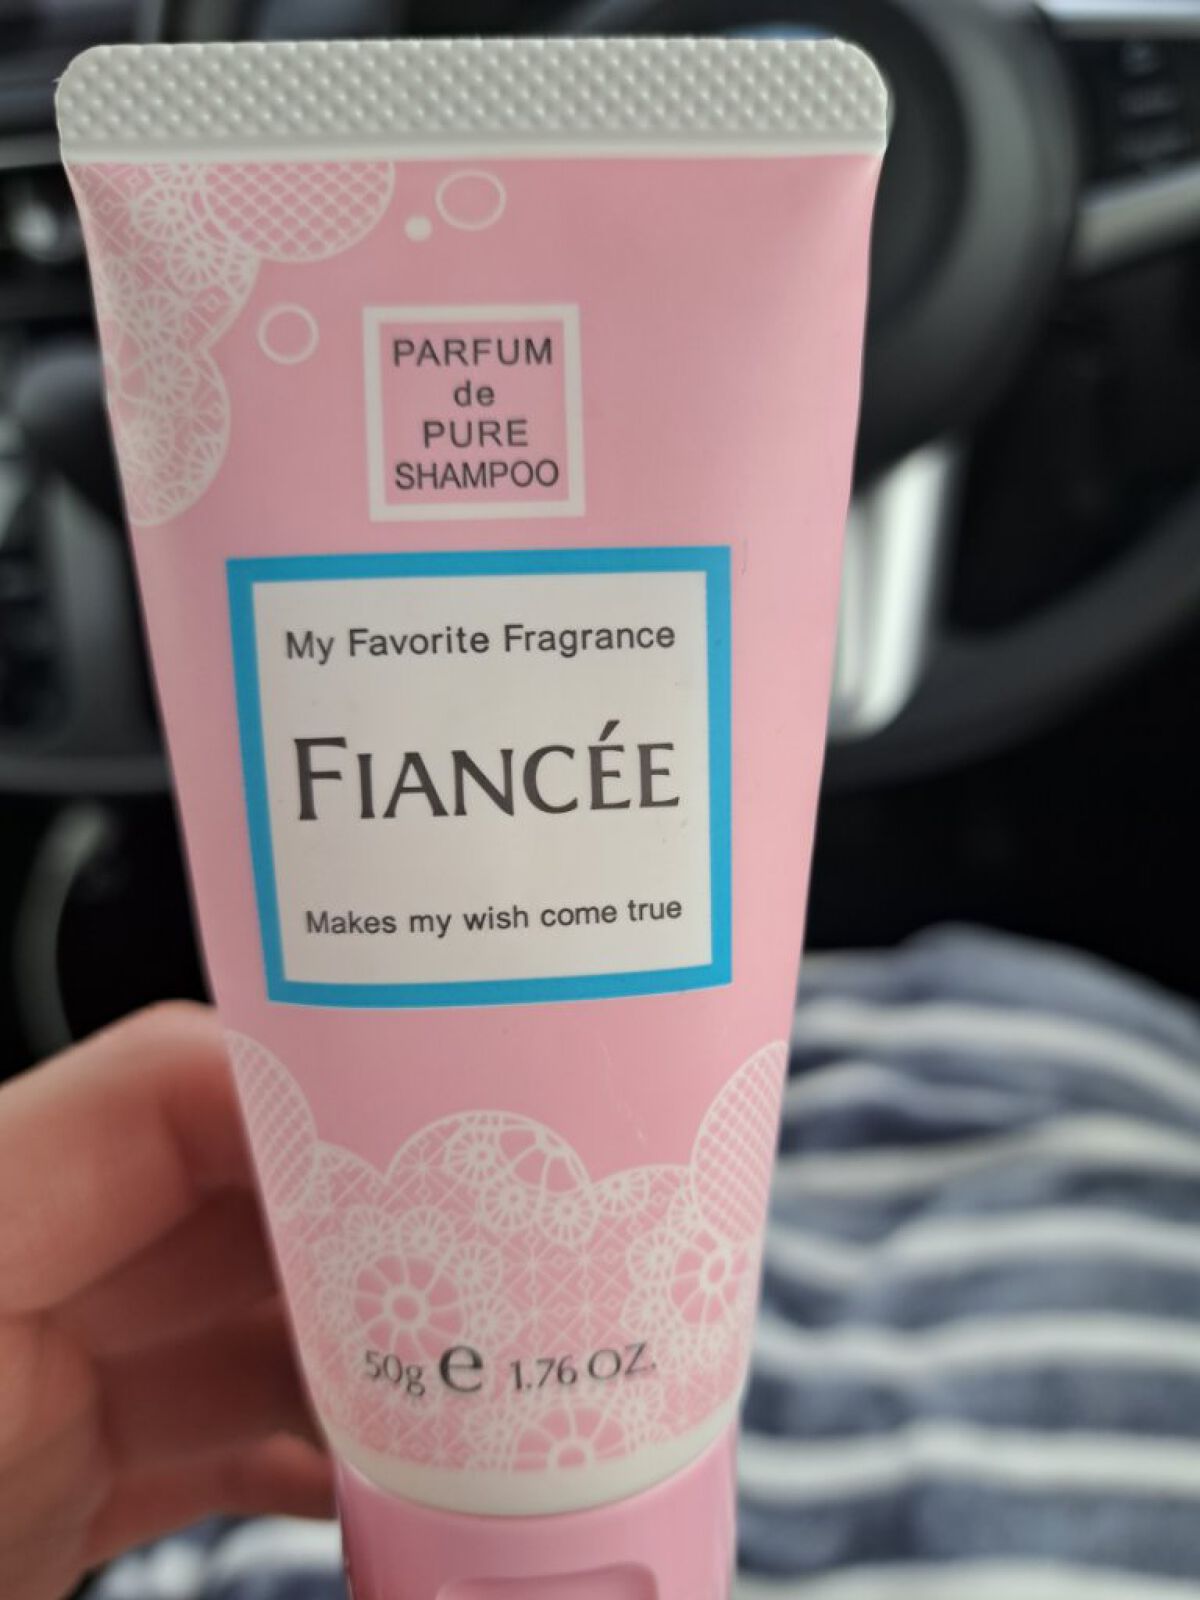 PARFUM
de
PURE
SHAMPOO
My Favorite Fragrance
FIANCÉE
Makes my wish come true
50g e 1.76 OZ.